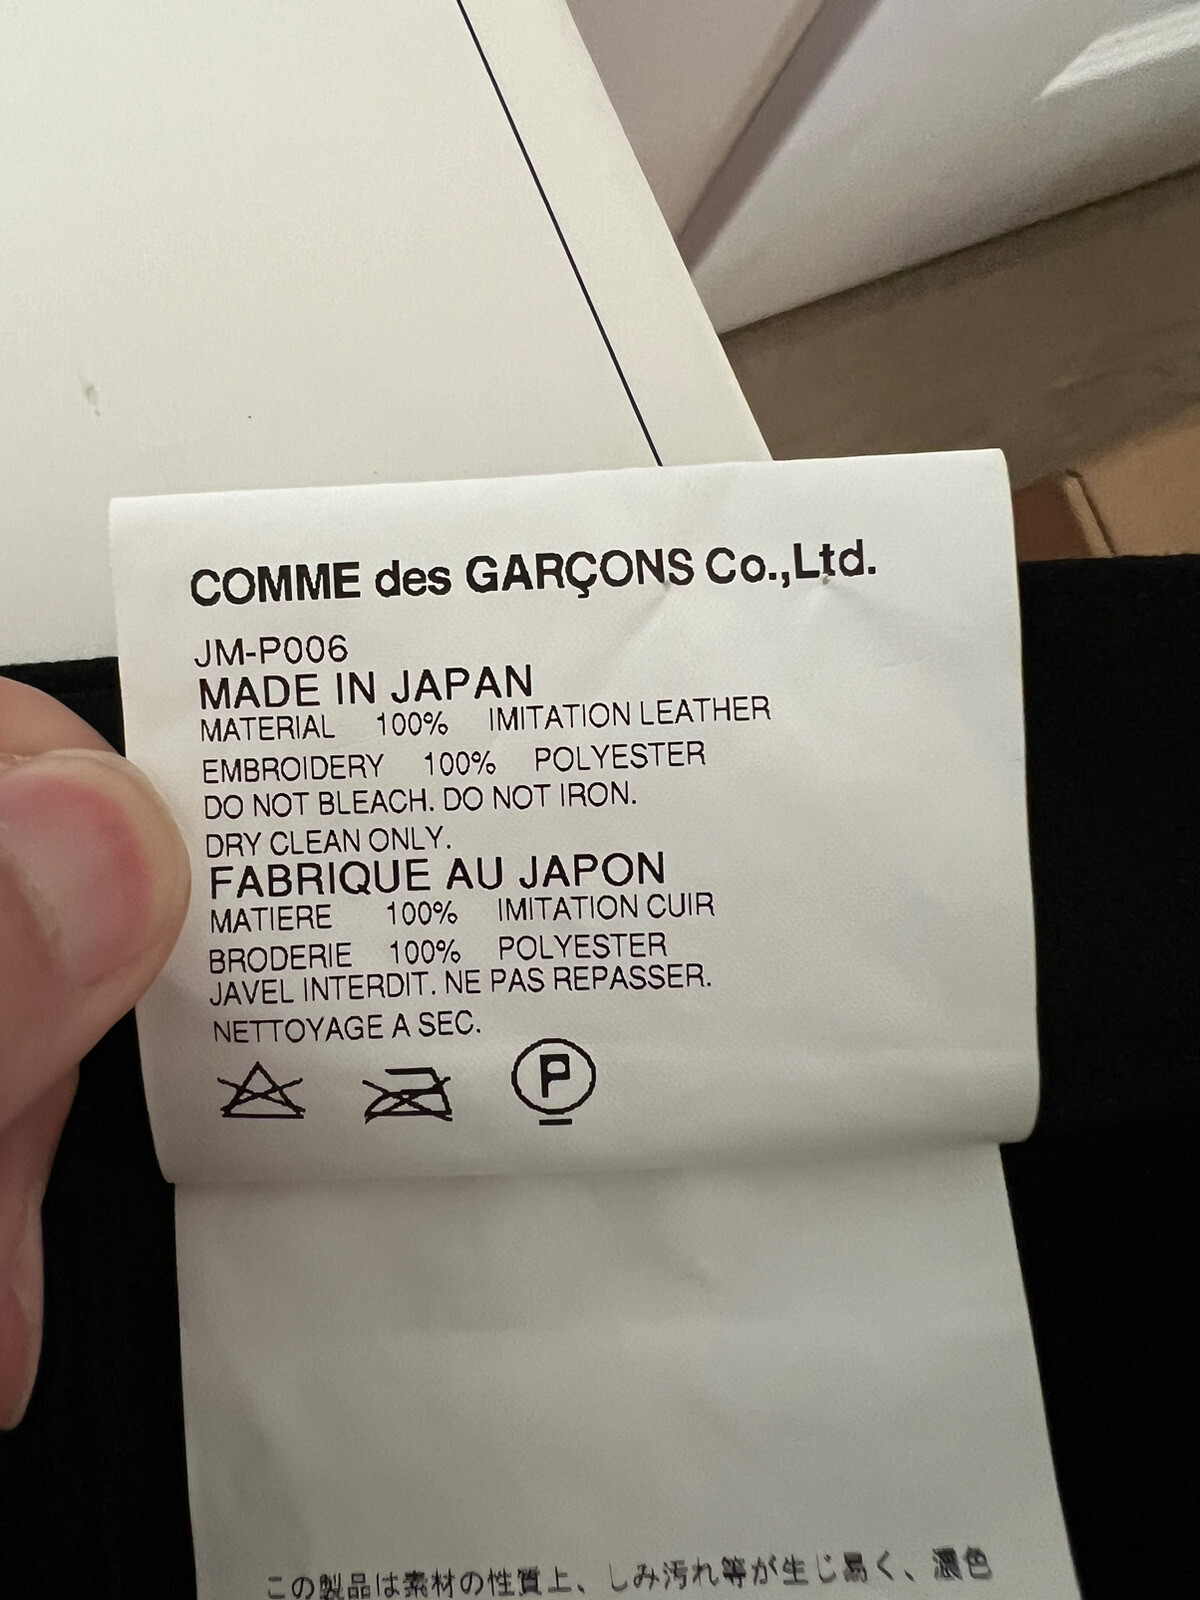 COMME des GARÇONS Co.,Ltd.
JM-P006
MADE IN JAPAN
MATERIAL 100% IMITATION LEATHER
EMBROIDERY 100% POLYESTER
DO NOT BLEACH. DO NOT IRON.
DRY CLEAN ONLY.
FABRIQUE AU JAPON
MATIERE 100% IMITATION CUIR
BRODERIE 100% POLYESTER
JAVEL INTERDIT. NE PAS REPASSER.
NETTOYAGE A SEC.
P
この製品は素材の性質上、しみ汚れ等が生じ易く、濃色